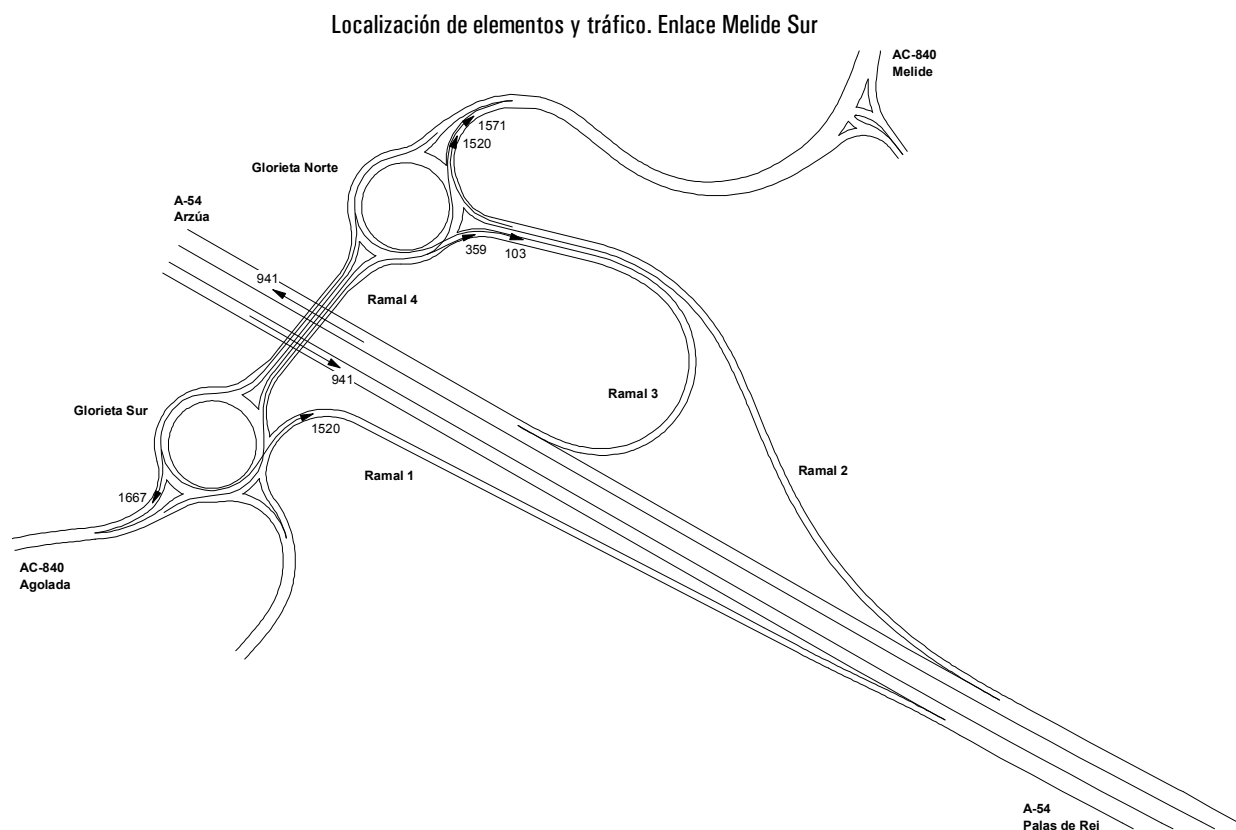 Localización de elementos y tráfico. Enlace Melide Sur
AC-840
Melide
1571
1520
Glorieta Norte
A-54
Arzúa
359
103
941
Ramal 4
941
Ramal 3
Glorieta Sur
1520
Ramal 1
Ramal 2
1667
AC-840
Agolada
A-54
Palas de Rei